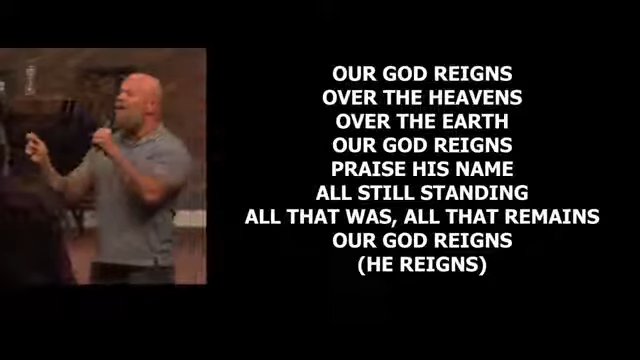 OUR GOD REIGNS
OVER THE HEAVENS
OVER THE EARTH
OUR GOD REIGNS
PRAISE HIS NAME
ALL STILL STANDING
ALL THAT WAS, ALL THAT REMAINS
OUR GOD REIGNS
(HE REIGNS)